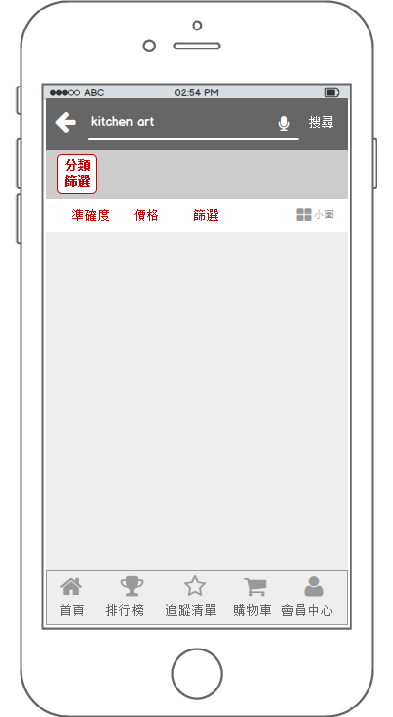 ABC 02:54 PM
kitchen art 搜尋
分類
篩選
準確度 價格 篩選 小圖
首頁 排行榜 追蹤清單 購物車 會員中心